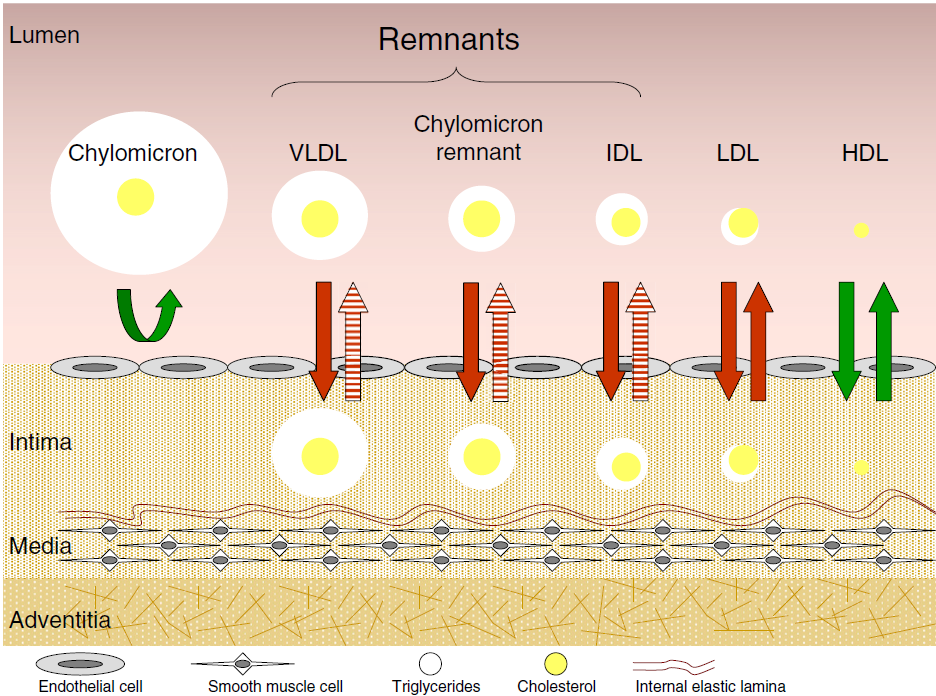 Lumen
Remnants
Chylomicron
VLDL
Chylomicron
remnant
IDL
LDL
HDL
Intima
Media
Adventitia
Endothelial cell
Smooth muscle cell
Triglycerides
Cholesterol
Internal elastic lamina